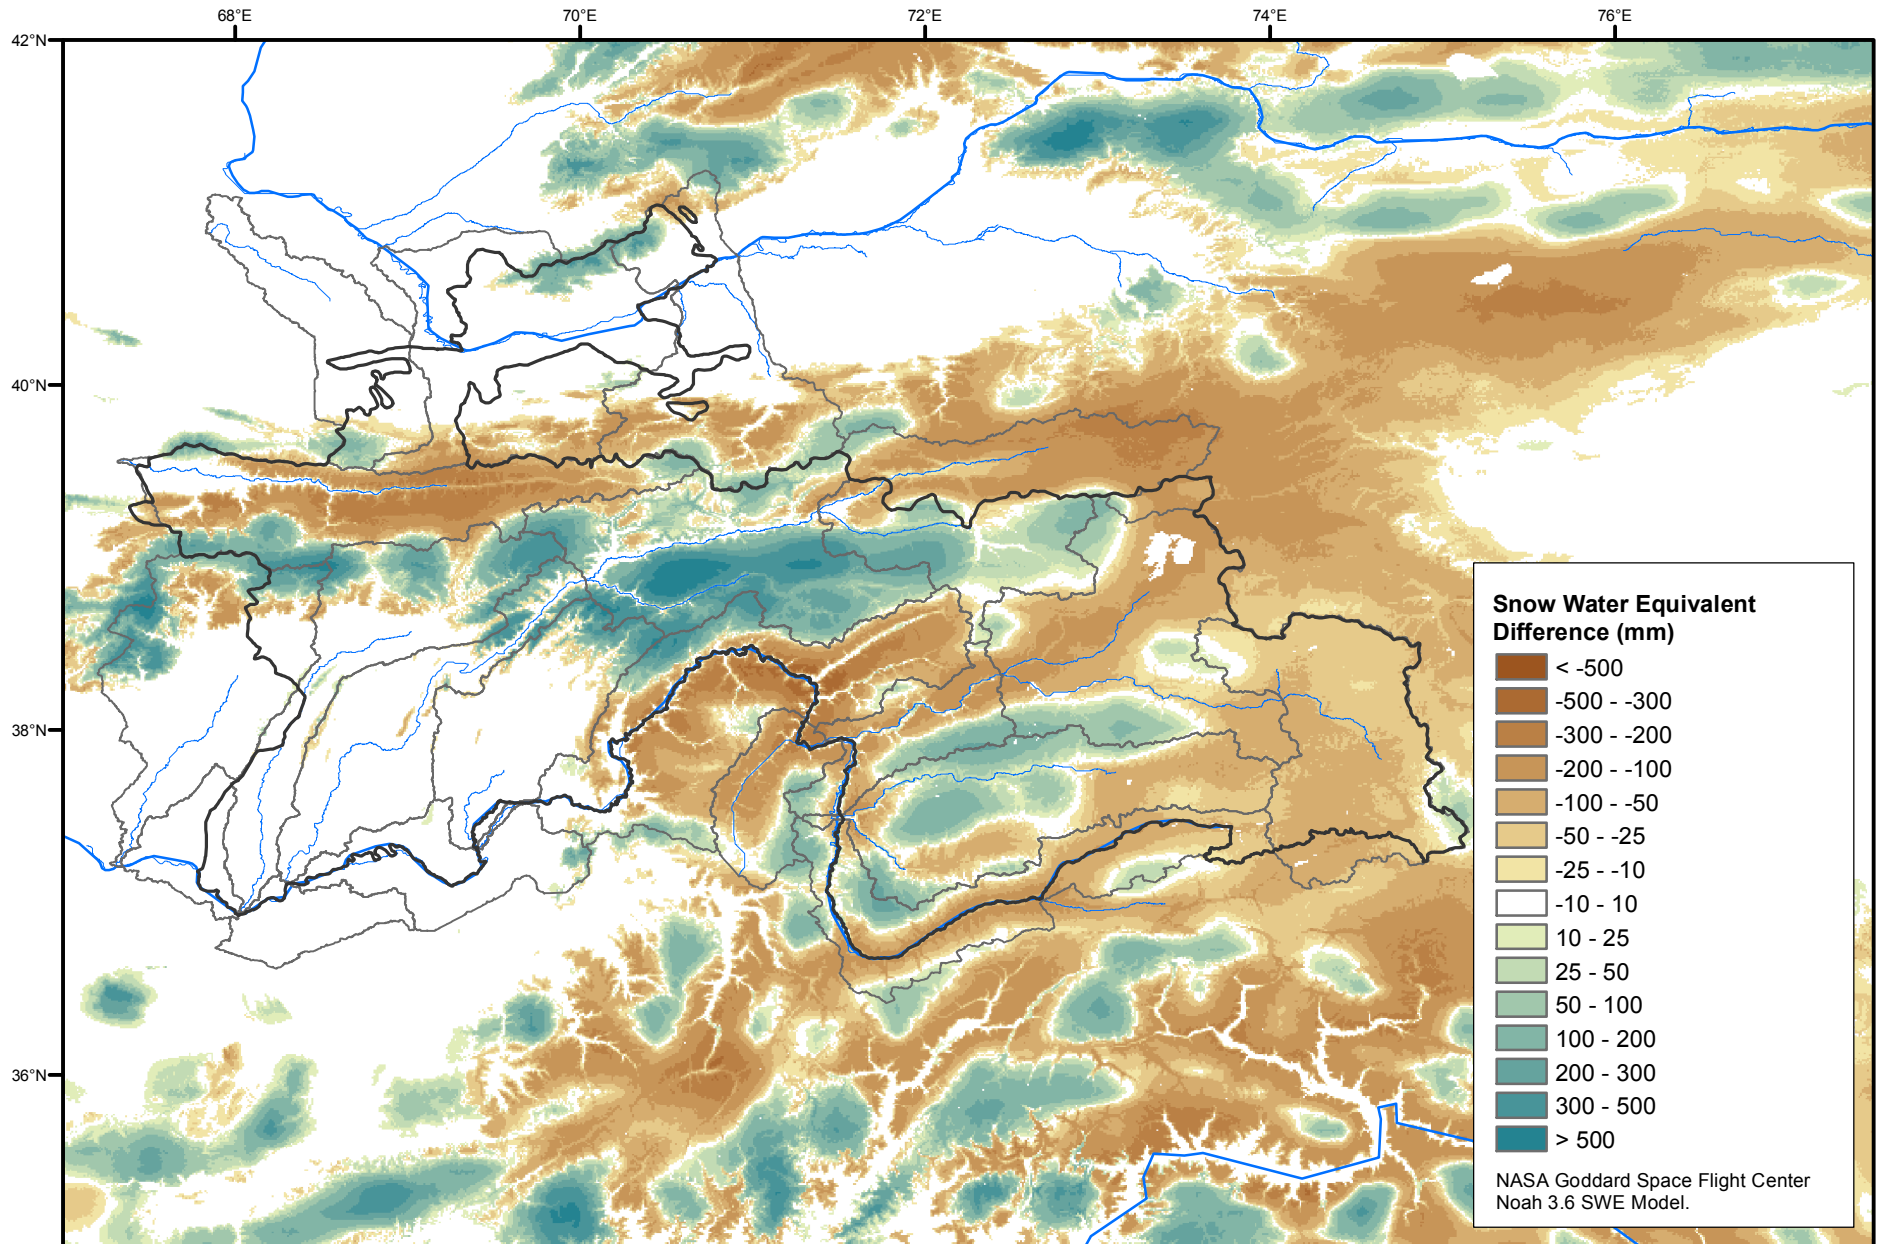 68°E
70°E
72°E
74°E
76°E
42°N
40°N
38°N
36°N
Snow Water Equivalent
Difference (mm)
< -500
-500 - -300
-300 - -200
-200 - -100
-100 - -50
-50 - -25
-25 - -10
-10 - 10
10 - 25
25 - 50
50 - 100
100 - 200
200 - 300
300 - 500
> 500
NASA Goddard Space Flight Center
Noah 3.6 SWE Model.